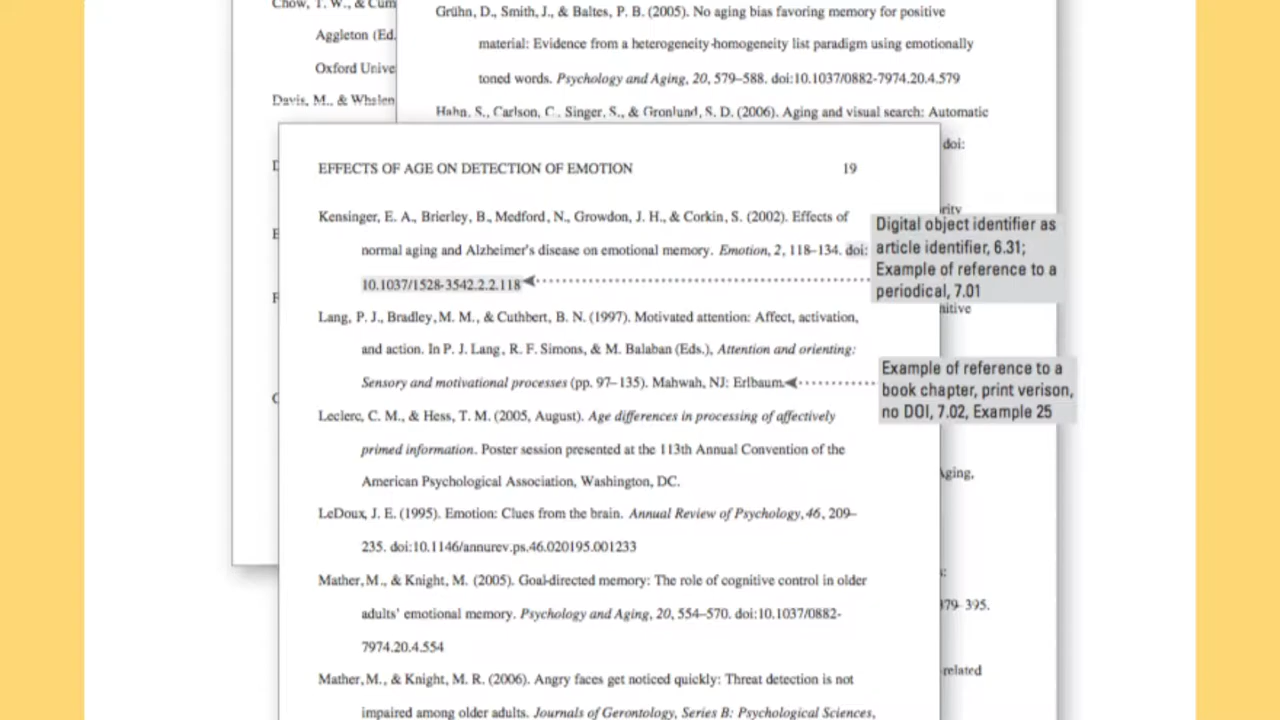 Chow, T. W., & Cum
Aggleton (Ed.
Oxford Unive
Davis, M., & Whalen
Grühn, D., Smith, J., & Baltes, P. B. (2005). No aging bias favoring memory for positive
material: Evidence from a heterogeneity-homogeneity list paradigm using emotionally
toned words. Psychology and Aging, 20, 579–588. doi:10.1037/0882-7974.20.4.579
Hahn, S., Carlson, C., Singer, S., & Gronlund, S. D. (2006). Aging and visual search: Automatic
doi:
EFFECTS OF AGE ON DETECTION OF EMOTION 19
Kensinger, E. A., Brierley, B., Medford, N., Growdon, J. H., & Corkin, S. (2002). Effects of
normal aging and Alzheimer's disease on emotional memory. Emotion, 2, 118–134. doi:
10.1037/1528-3542.2.2.118
Lang, P. J., Bradley, M. M., & Cuthbert, B. N. (1997). Motivated attention: Affect, activation,
and action. In P. J. Lang, R. F. Simons, & M. Balaban (Eds.), Attention and orienting:
Sensory and motivational processes (pp. 97–135). Mahwah, NJ: Erlbaum.
Leclerc, C. M., & Hess, T. M. (2005, August). Age differences in processing of affectively
primed information. Poster session presented at the 113th Annual Convention of the
American Psychological Association, Washington, DC.
LeDoux, J. E. (1995). Emotion: Clues from the brain. Annual Review of Psychology, 46, 209–
235. doi:10.1146/annurev.ps.46.020195.001233
Mather, M., & Knight, M. (2005). Goal-directed memory: The role of cognitive control in older
adults' emotional memory. Psychology and Aging, 20, 554–570. doi:10.1037/0882-
7974.20.4.554
Mather, M., & Knight, M. R. (2006). Angry faces get noticed quickly: Threat detection is not
impaired among older adults. Journals of Gerontology, Series B: Psychological Sciences,
Digital object identifier as
article identifier, 6.31;
Example of reference to a
periodical, 7.01
Example of reference to a
book chapter, print verison,
no DOI, 7.02, Example 25
Aging,
379–395.
related